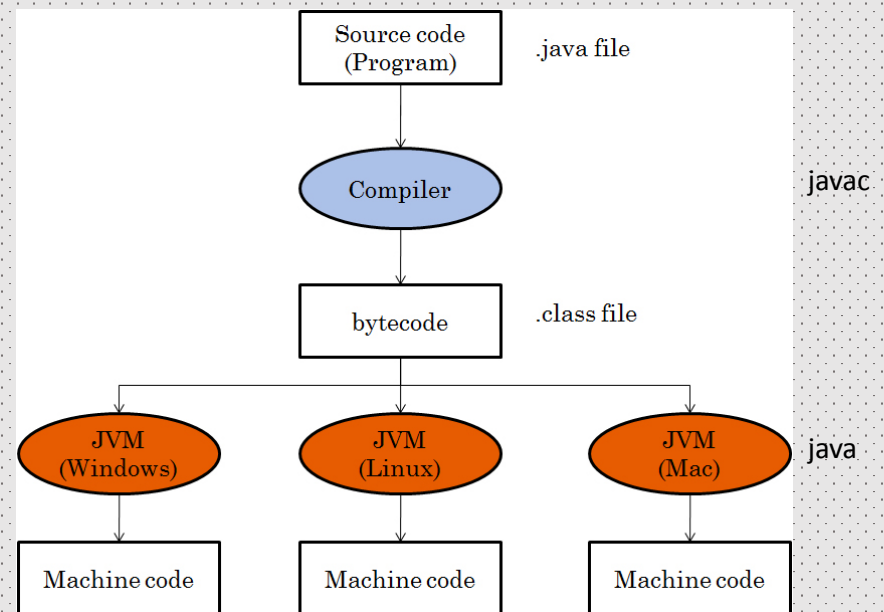 Source code
(Program)
.java file
Compiler
javac
bytecode
.class file
JVM
(Windows)
JVM
(Linux)
JVM
(Mac)
java
Machine code
Machine code
Machine code